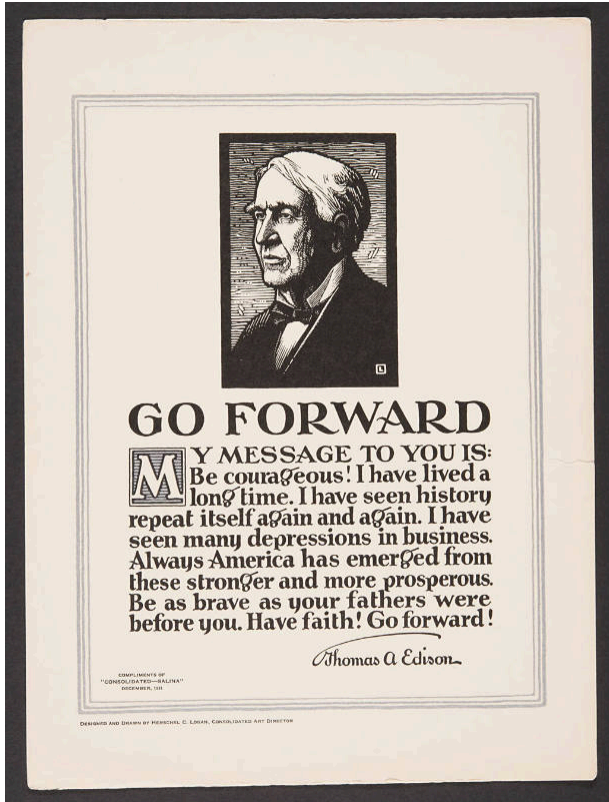 L
GO FORWARD
MY MESSAGE TO YOU IS:
Be courageous! I have lived a
long time. I have seen history
repeat itself again and again. I have
seen many depressions in business.
Always America has emerged from
these stronger and more prosperous.
Be as brave as your fathers were
before you. Have faith! Go forward!
Thomas A Edison
COMPLIMENTS OF
"CONSOLIDATED—SALINA"
DECEMBER,
DESIGNED AND DRAWN BY HERSCHEL C. LOGAN, CONSOLIDATED ART DIRECTOR